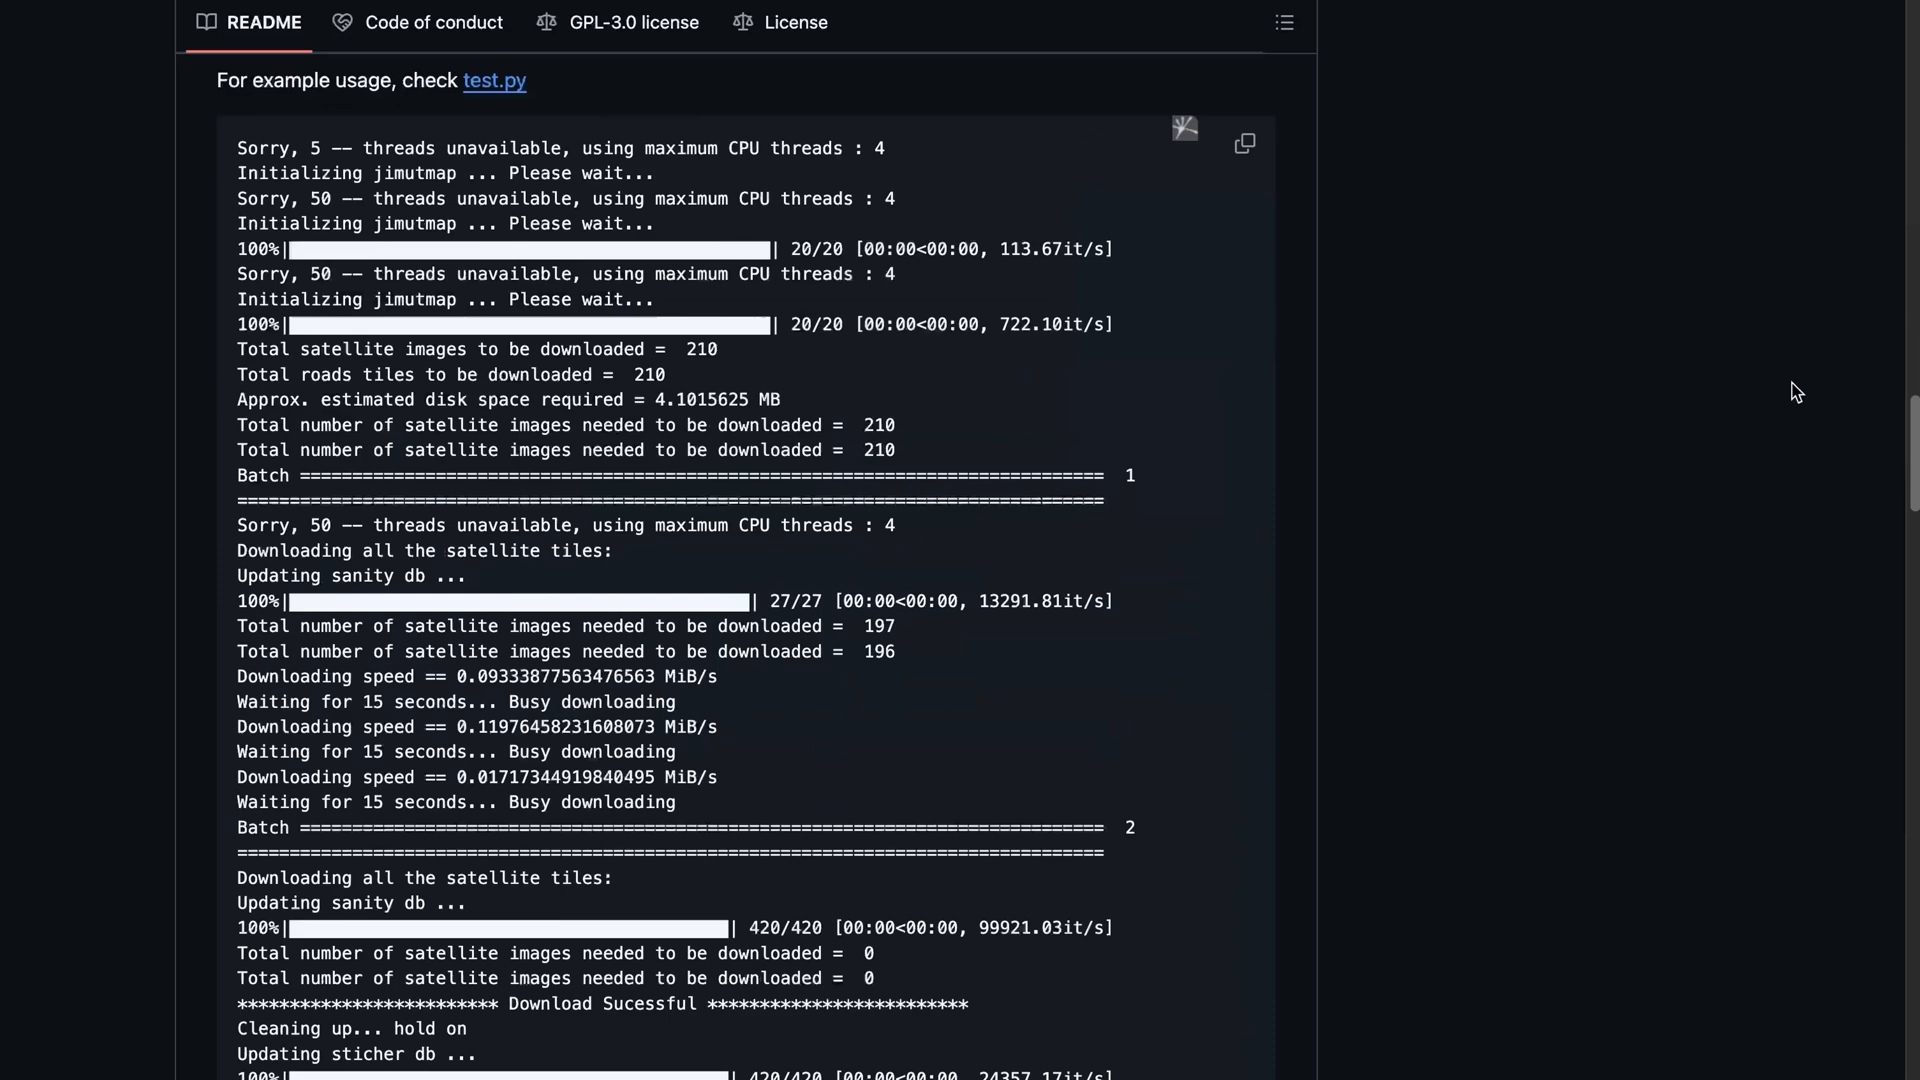 README Code of conduct GPL-3.0 license License
For example usage, check test.py
Sorry, 5 -- threads unavailable, using maximum CPU threads : 4
Initializing jimutmap ... Please wait...
Sorry, 50 -- threads unavailable, using maximum CPU threads : 4
Initializing jimutmap ... Please wait...
100%| | 20/20 [00:00<00:00, 113.67it/s]
Sorry, 50 -- threads unavailable, using maximum CPU threads : 4
Initializing jimutmap ... Please wait...
100%| | 20/20 [00:00<00:00, 722.10it/s]
Total satellite images to be downloaded =  210
Total roads tiles to be downloaded =  210
Approx. estimated disk space required = 4.1015625 MB
Total number of satellite images needed to be downloaded =  210
Total number of satellite images needed to be downloaded =  210
Batch =============================================================================  1
===================================================================================
Sorry, 50 -- threads unavailable, using maximum CPU threads : 4
Downloading all the satellite tiles:
Updating sanity db ...
100%| | 27/27 [00:00<00:00, 13291.81it/s]
Total number of satellite images needed to be downloaded =  197
Total number of satellite images needed to be downloaded =  196
Downloading speed == 0.09333877563476563 MiB/s
Waiting for 15 seconds... Busy downloading
Downloading speed == 0.11976458231608073 MiB/s
Waiting for 15 seconds... Busy downloading
Downloading speed == 0.01717344919840495 MiB/s
Waiting for 15 seconds... Busy downloading
Batch =============================================================================  2
===================================================================================
Downloading all the satellite tiles:
Updating sanity db ...
100%| | 420/420 [00:00<00:00, 99921.03it/s]
Total number of satellite images needed to be downloaded =  0
Total number of satellite images needed to be downloaded =  0
************************* Download Sucessful *************************
Cleaning up... hold on
Updating sticher db ...
100%| | 420/420 [00:00<00:00, 24357.17it/s]